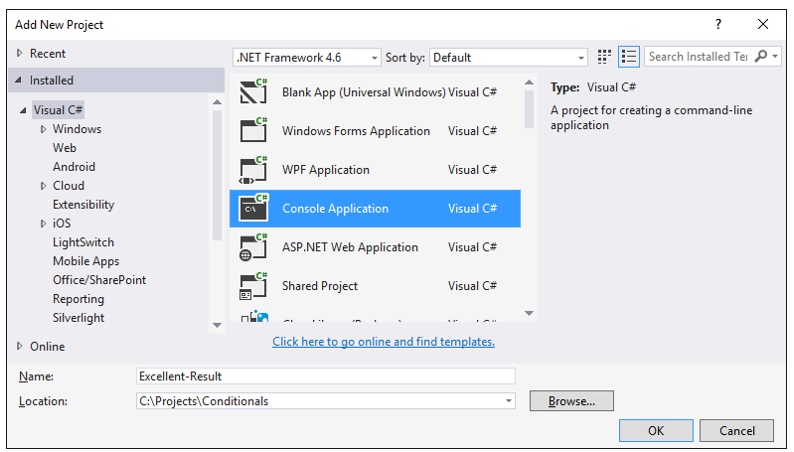 Add New Project
? X
Recent
.NET Framework 4.6 Sort by: Default Search Installed Te
Installed
Visual C#
Windows
Web
Android
Cloud
Extensibility
iOS
LightSwitch
Mobile Apps
Office/SharePoint
Reporting
Silverlight
Online
C# Blank App (Universal Windows) Visual C#
C# Windows Forms Application Visual C#
C# WPF Application Visual C#
C# C:\ Console Application Visual C#
C# ASP.NET Web Application Visual C#
C# Shared Project Visual C#
Click here to go online and find templates.
Type: Visual C#
A project for creating a command-line
application
Name: Excellent-Result
Location: C:\Projects\Conditionals
Browse...
OK Cancel